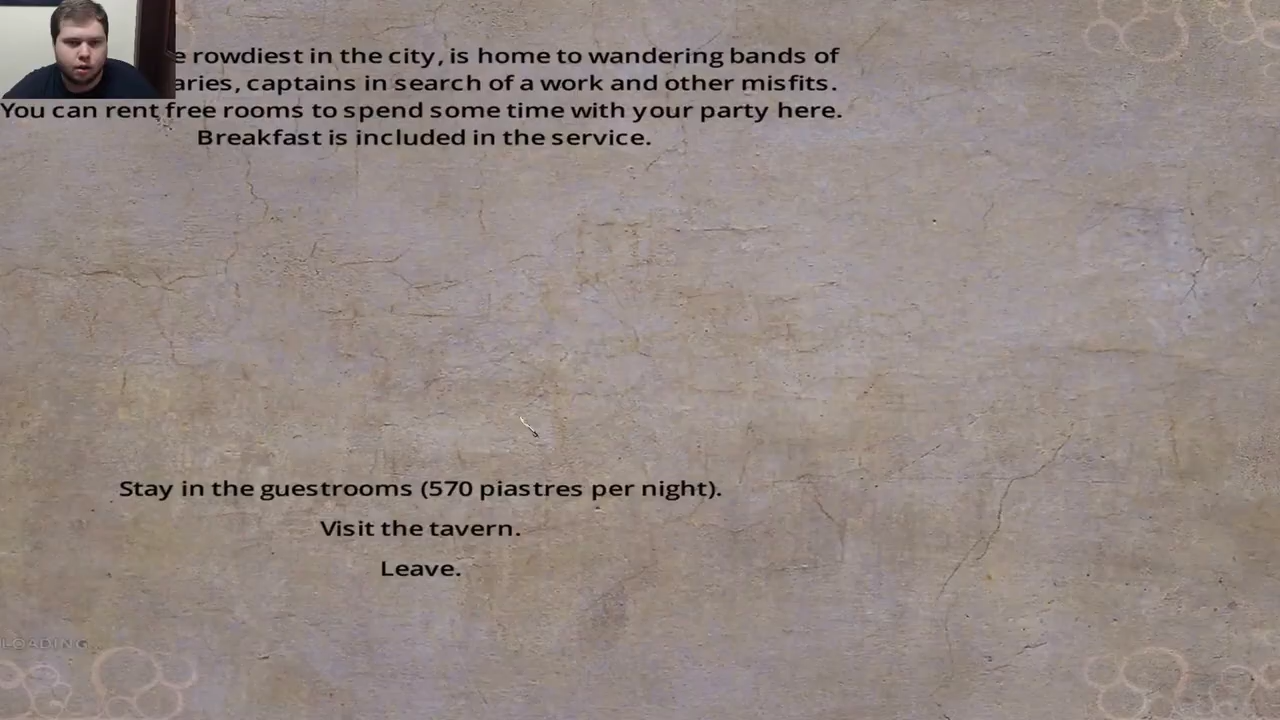 rowdiest in the city, is home to wandering bands of
captains in search of a work and other misfits.
You can rent free rooms to spend some time with your party here.
Breakfast is included in the service.
Stay in the guestrooms (570 piastres per night).
Visit the tavern.
Leave.
LOADING...